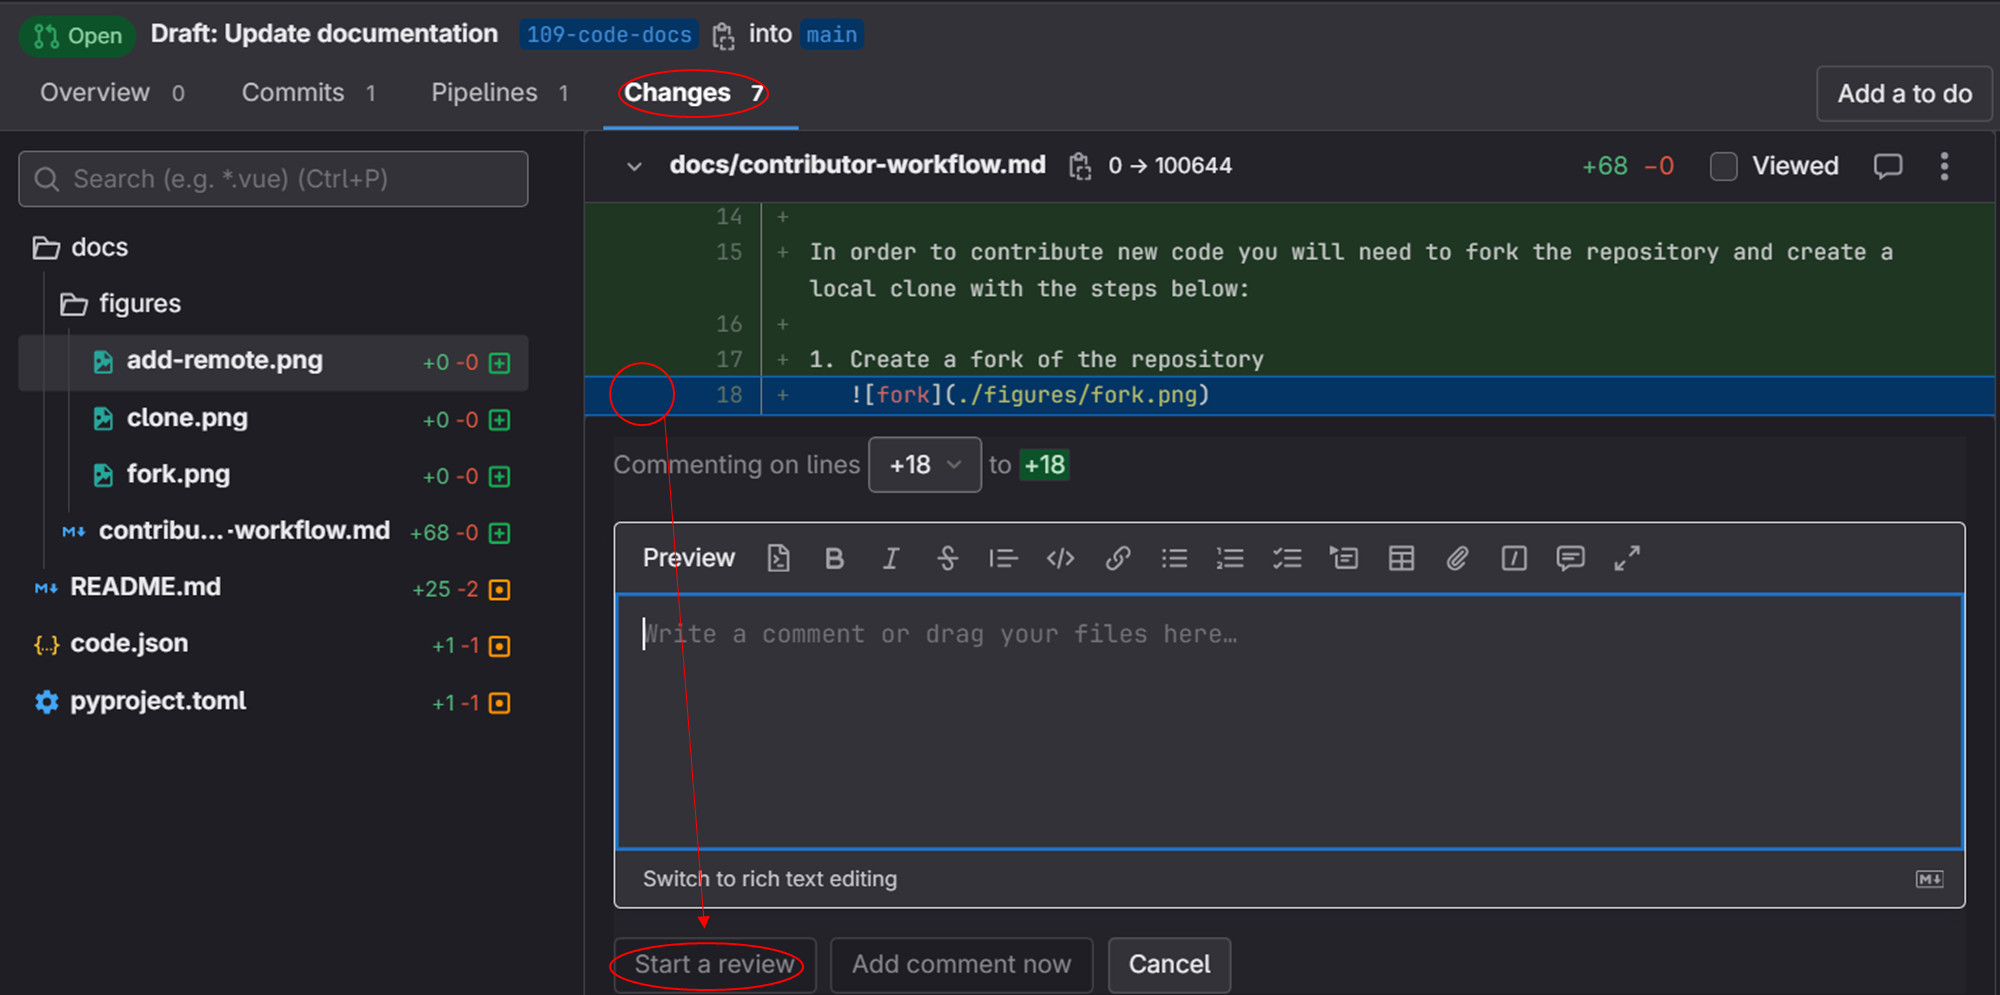 Open Draft: Update documentation 109-code-docs into main
Overview 0 Commits 1 Pipelines 1 Changes 7 Add a to do
Search (e.g. *.vue) (Ctrl+P)
docs
figures
add-remote.png +0 -0
clone.png +0 -0
fork.png +0 -0
contribu...-workflow.md +68 -0
README.md +25 -2
{...} code.json +1 -1
pyproject.toml +1 -1
docs/contributor-workflow.md 0 → 100644 +68 −0 Viewed
14 +
15 + In order to contribute new code you will need to fork the repository and create a
local clone with the steps below:
16 +
17 + 1. Create a fork of the repository
18 + ![fork](./figures/fork.png)
Commenting on lines +18 to +18
Preview
Write a comment or drag your files here…
Switch to rich text editing
Start a review Add comment now Cancel